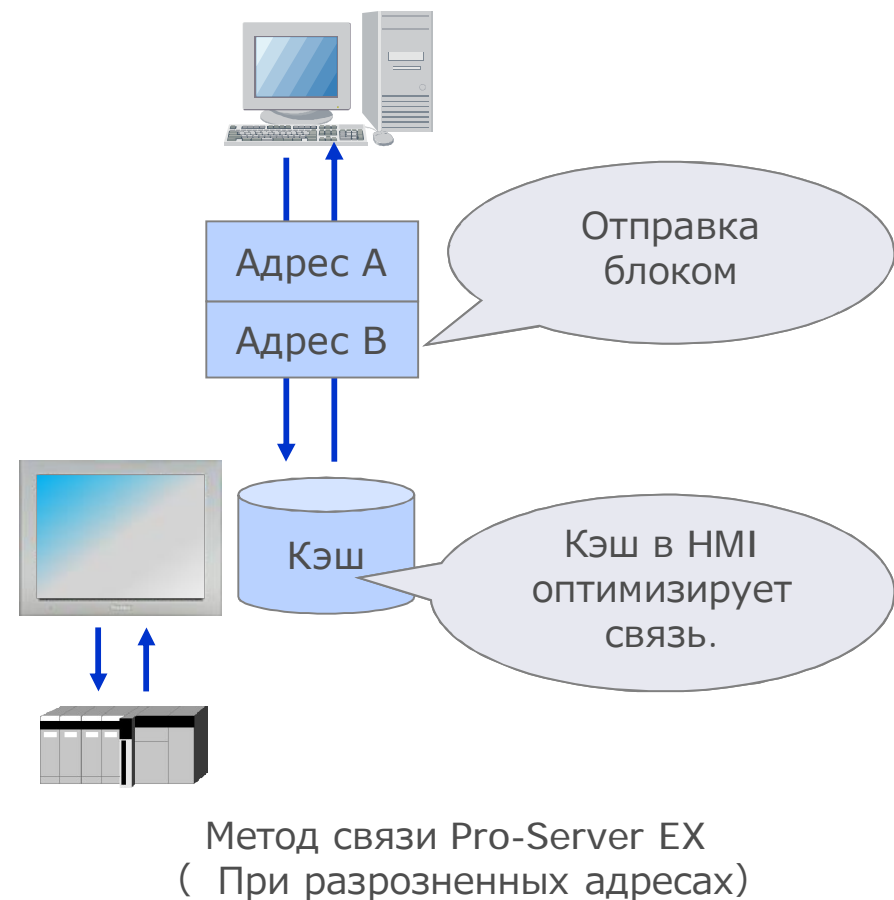 Отправка
блоком
Адрес A
Адрес B
Кэш
Кэш в HMI
оптимизирует
связь.
Метод связи Pro-Server EX
( При разрозненных адресах)